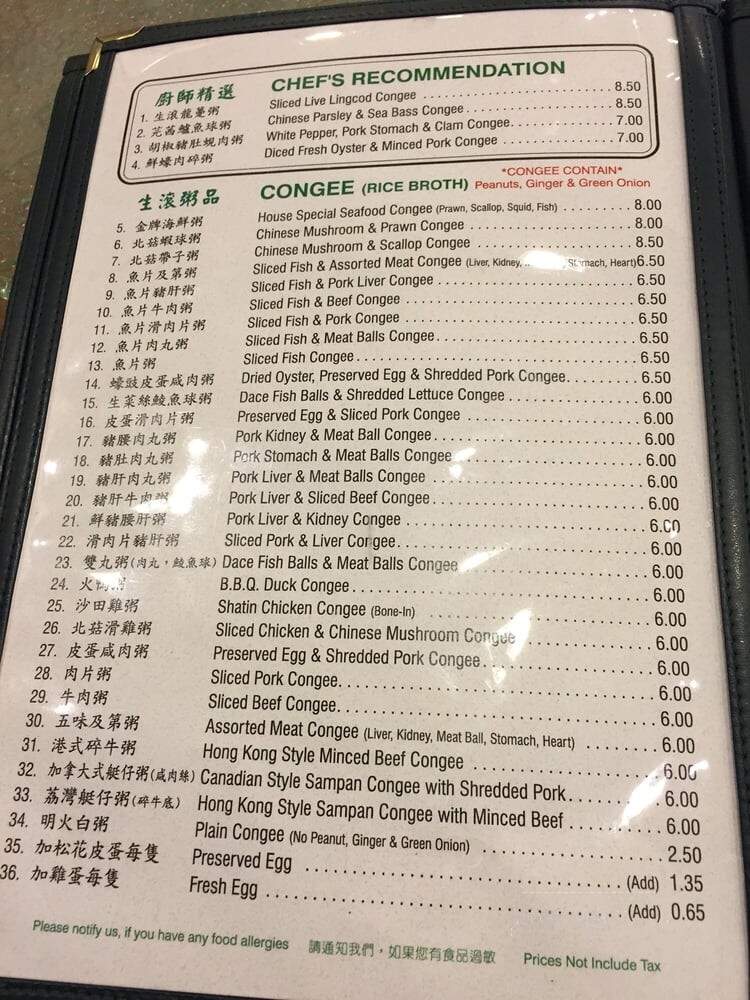 廚師精選 CHEF'S RECOMMENDATION
1. 生滾龍躉粥 Sliced Live Lingcod Congee 8.50
2. 芫茜鱸魚球粥 Chinese Parsley & Sea Bass Congee 8.50
3. 胡椒豬肚蜆肉粥 White Pepper, Pork Stomach & Clam Congee 7.00
4. 鮮蠔肉碎粥 Diced Fresh Oyster & Minced Pork Congee 7.00
生滾粥品 CONGEE (RICE BROTH) *CONGEE CONTAIN*
Peanuts, Ginger & Green Onion
5. 金牌海鮮粥 House Special Seafood Congee (Prawn, Scallop, Squid, Fish) 8.00
6. 北菇蝦球粥 Chinese Mushroom & Prawn Congee 8.00
7. 北菇帶子粥 Chinese Mushroom & Scallop Congee 8.50
8. 魚片及第粥 Sliced Fish & Assorted Meat Congee (Liver, Kidney, Stomach, Heart) 6.50
9. 魚片豬肝粥 Sliced Fish & Pork Liver Congee 6.50
10. 魚片牛肉粥 Sliced Fish & Beef Congee 6.50
11. 魚片滑肉片粥 Sliced Fish & Pork Congee 6.50
12. 魚片肉丸粥 Sliced Fish & Meat Balls Congee 6.50
13. 魚片粥 Sliced Fish Congee 6.50
14. 蠔豉皮蛋咸肉粥 Dried Oyster, Preserved Egg & Shredded Pork Congee 6.50
15. 生菜絲鯪魚球粥 Dace Fish Balls & Shredded Lettuce Congee 6.00
16. 皮蛋滑肉片粥 Preserved Egg & Sliced Pork Congee 6.00
17. 豬腰肉丸粥 Pork Kidney & Meat Ball Congee 6.00
18. 豬肚肉丸粥 Pork Stomach & Meat Balls Congee 6.00
19. 豬肝肉丸粥 Pork Liver & Meat Balls Congee 6.00
20. 豬肝牛肉粥 Pork Liver & Sliced Beef Congee 6.00
21. 鮮豬腰肝粥 Pork Liver & Kidney Congee 6.00
22. 滑肉片豬肝粥 Sliced Pork & Liver Congee 6.00
23. 雙丸粥(肉丸,鯪魚球) Dace Fish Balls & Meat Balls Congee 6.00
24. 火鴨粥 B.B.Q. Duck Congee 6.00
25. 沙田雞粥 Shatin Chicken Congee (Bone-In) 6.00
26. 北菇滑雞粥 Sliced Chicken & Chinese Mushroom Congee 6.00
27. 皮蛋咸肉粥 Preserved Egg & Shredded Pork Congee 6.00
28. 肉片粥 Sliced Pork Congee 6.00
29. 牛肉粥 Sliced Beef Congee 6.00
30. 五味及第粥 Assorted Meat Congee (Liver, Kidney, Meat Ball, Stomach, Heart) 6.00
31. 港式碎牛粥 Hong Kong Style Minced Beef Congee 6.00
32. 加拿大式艇仔粥(咸肉絲) Canadian Style Sampan Congee with Shredded Pork 6.00
33. 荔灣艇仔粥(碎牛底) Hong Kong Style Sampan Congee with Minced Beef 6.00
34. 明火白粥 Plain Congee (No Peanut, Ginger & Green Onion) 2.50
35. 加松花皮蛋每隻 Preserved Egg (Add) 1.35
36. 加雞蛋每隻 Fresh Egg (Add) 0.65
Please notify us, if you have any food allergies 請通知我們,如果您有食品過敏 Prices Not Include Tax